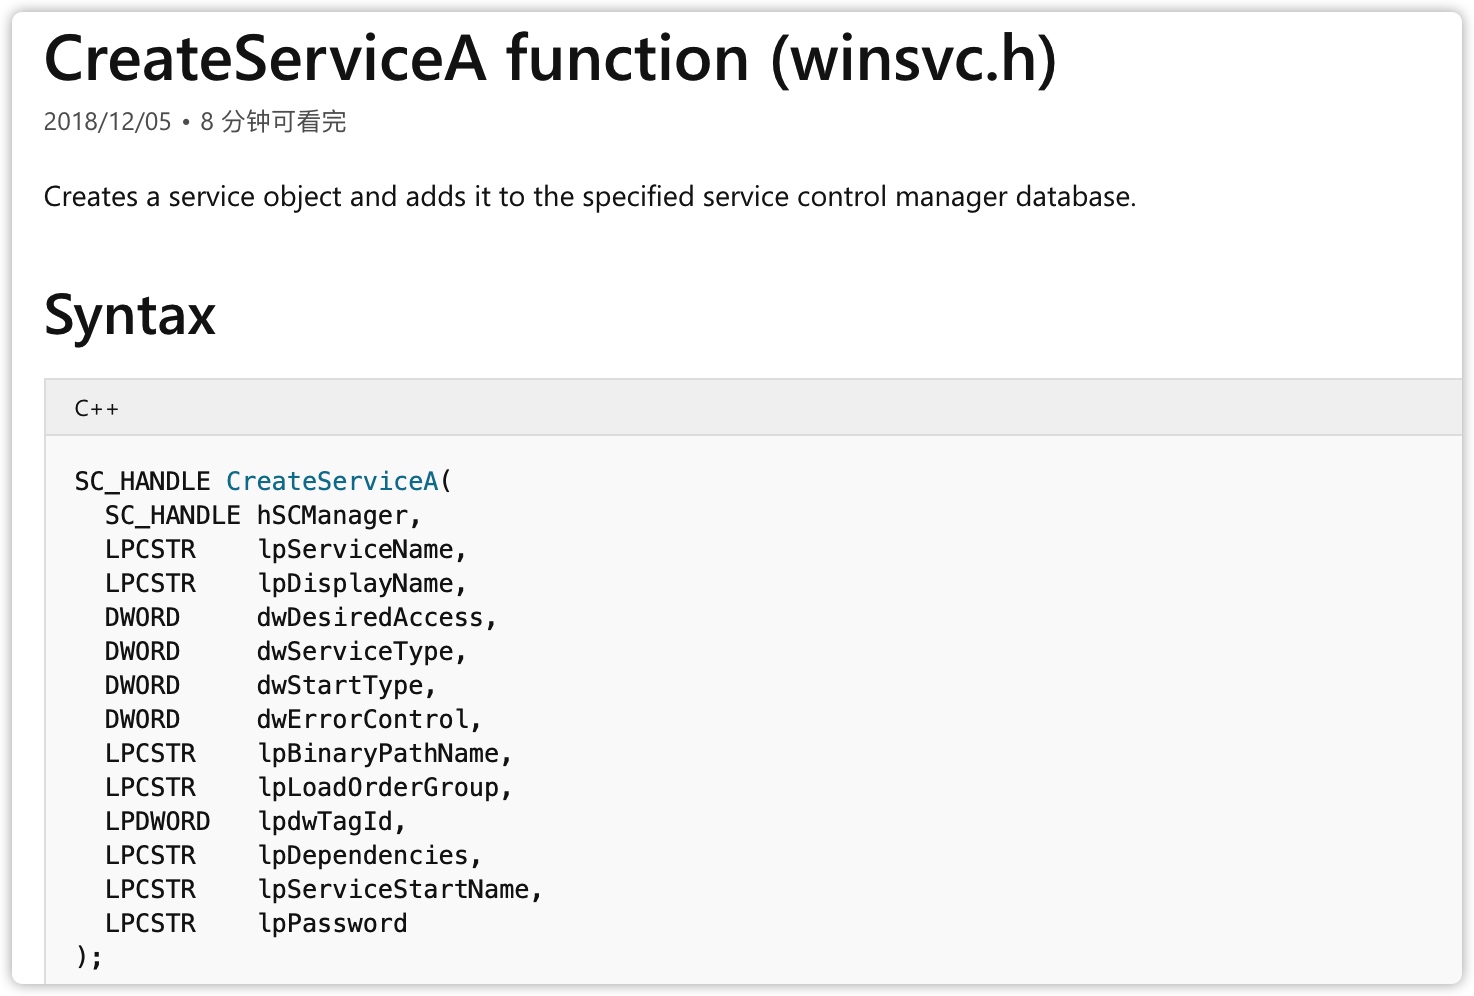 CreateServiceA function (winsvc.h)
2018/12/05 • 8 分钟可看完
Creates a service object and adds it to the specified service control manager database.
Syntax
C++
SC_HANDLE CreateServiceA(
  SC_HANDLE hSCManager,
  LPCSTR    lpServiceName,
  LPCSTR    lpDisplayName,
  DWORD     dwDesiredAccess,
  DWORD     dwServiceType,
  DWORD     dwStartType,
  DWORD     dwErrorControl,
  LPCSTR    lpBinaryPathName,
  LPCSTR    lpLoadOrderGroup,
  LPDWORD   lpdwTagId,
  LPCSTR    lpDependencies,
  LPCSTR    lpServiceStartName,
  LPCSTR    lpPassword
);